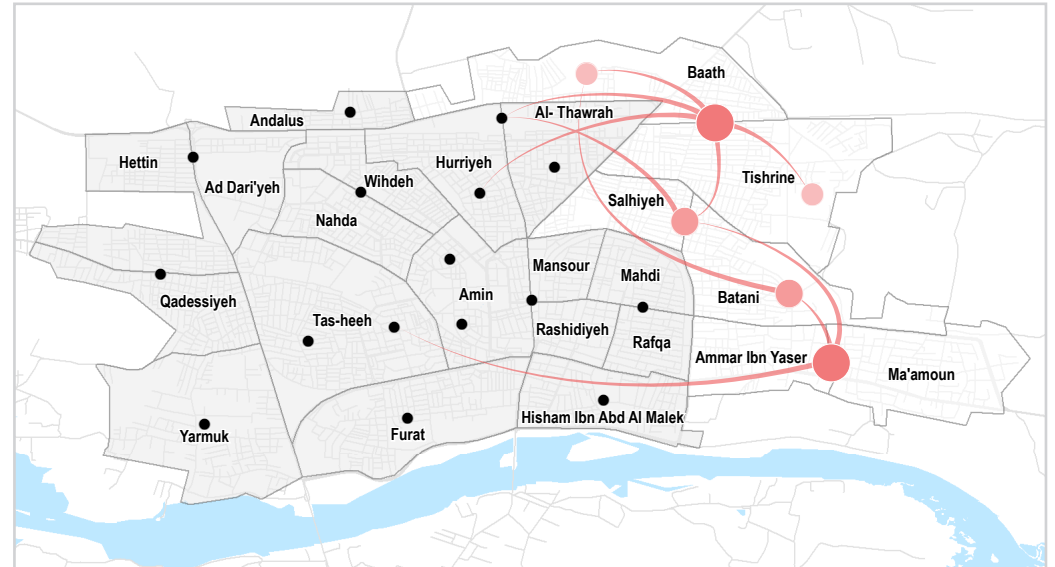 Baath
Al- Thawrah
Andalus
Hettin
Ad Dari'yeh
Wihdeh
Hurriyeh
Tishrine
Salhiyeh
Nahda
Mansour
Mahdi
Qadessiyeh
Amin
Batani
Tas-heeh
Rashidiyeh
Rafqa
Ammar Ibn Yaser
Ma'amoun
Hisham Ibn Abd Al Malek
Yarmuk
Furat